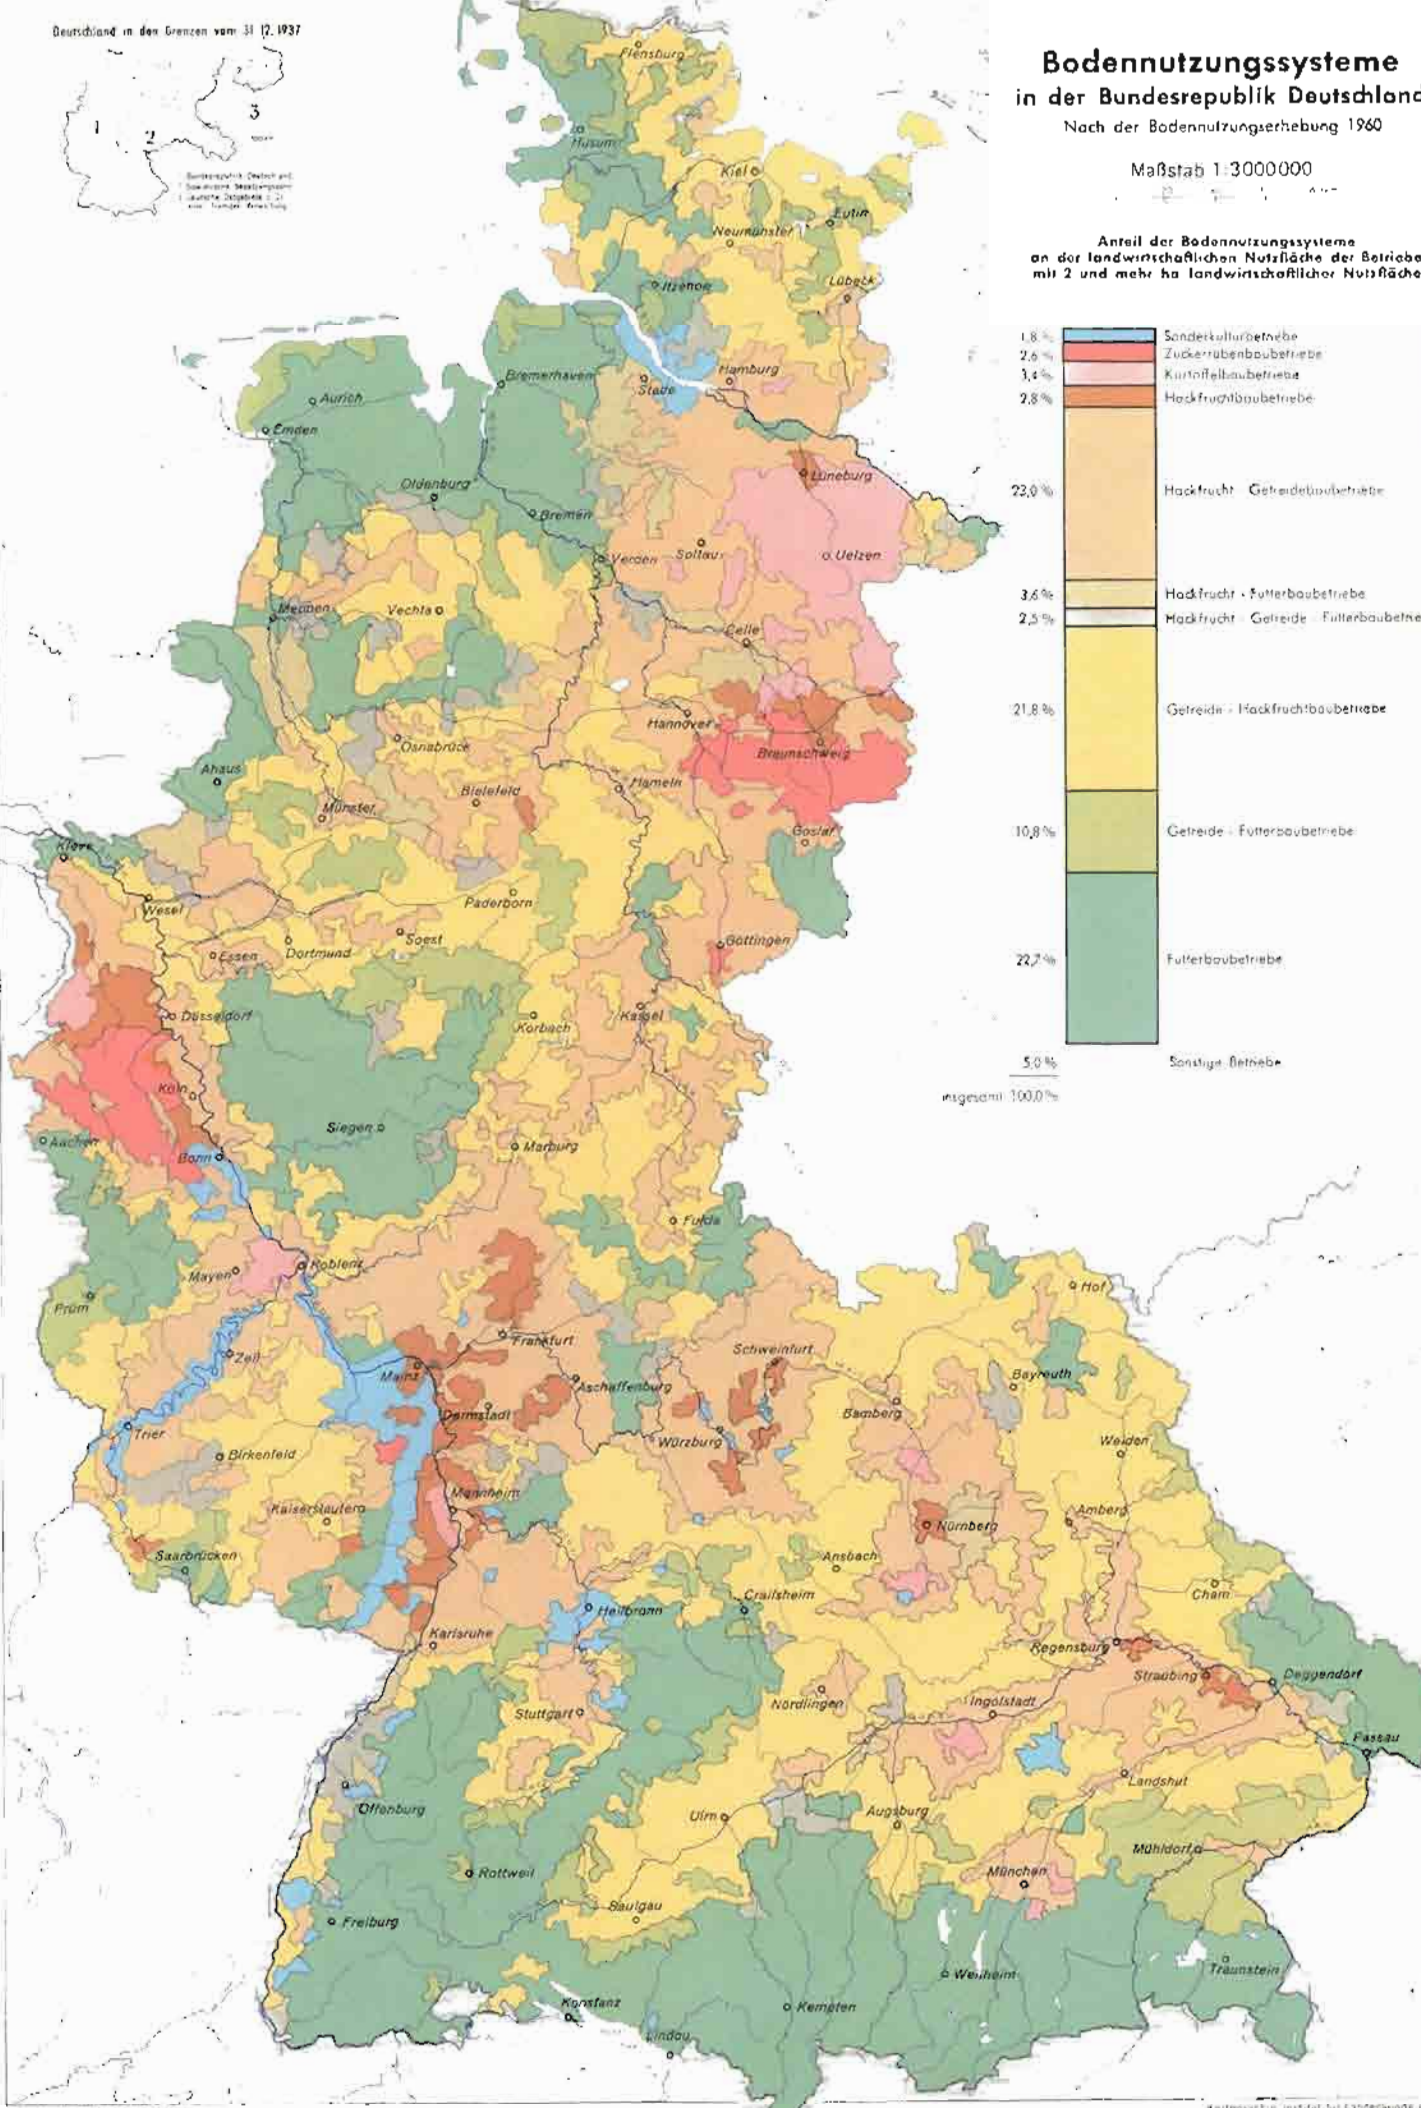 Deutschland in den Grenzen vom 31.12.1937
1
2
3
Bodennutzungssysteme
in der Bundesrepublik Deutschland
Nach der Bodennutzungserhebung 1960
Maßstab 1:3000000
Anteil der Bodennutzungssysteme
an der landwirtschaftlichen Nutzfläche der Betriebe
mit 2 und mehr ha landwirtschaftlicher Nutzfläche
1,8 % Sonderkulturbetriebe
2,6 % Zuckerrübenbaubetriebe
3,4 % Kartoffelbaubetriebe
2,8 % Hackfruchtbaubetriebe
23,0 % Hackfrucht - Getreidebaubetriebe
3,6 % Hackfrucht - Futterbaubetriebe
2,5 % Hackfrucht - Getreide - Futterbaubetrie
21,8 % Getreide - Hackfruchtbaubetriebe
10,8 % Getreide - Futterbaubetriebe
22,7 % Futterbaubetriebe
5,0 % Sonstige Betriebe
insgesamt 100,0 %
Flensburg
Husum
Kiel
Eutin
Neumünster
Itzehoe
Lübeck
Hamburg
Bremerhaven
Stade
Aurich
Emden
Lüneburg
Oldenburg
Bremen
Verden
Soltau
Uelzen
Meppen
Vechta
Celle
Hannover
Osnabrück
Braunschweig
Ahaus
Hameln
Bielefeld
Münster
Goslar
Kleve
Paderborn
Wesel
Soest
Göttingen
Essen
Dortmund
Düsseldorf
Korbach
Kassel
Köln
Siegen
Aachen
Marburg
Bonn
Fulda
Mayen
Koblenz
Hof
Prüm
Frankfurt
Zell
Schweinfurt
Mainz
Bayreuth
Aschaffenburg
Darmstadt
Bamberg
Trier
Würzburg
Weiden
Birkenfeld
Mannheim
Kaiserslautern
Amberg
Nürnberg
Saarbrücken
Ansbach
Cham
Crailsheim
Heilbronn
Karlsruhe
Regensburg
Straubing
Deggendorf
Nördlingen
Ingolstadt
Stuttgart
Passau
Landshut
Offenburg
Ulm
Augsburg
Mühldorf
Rottweil
München
Saulgau
Freiburg
Weilheim
Traunstein
Konstanz
Kempten
Lindau